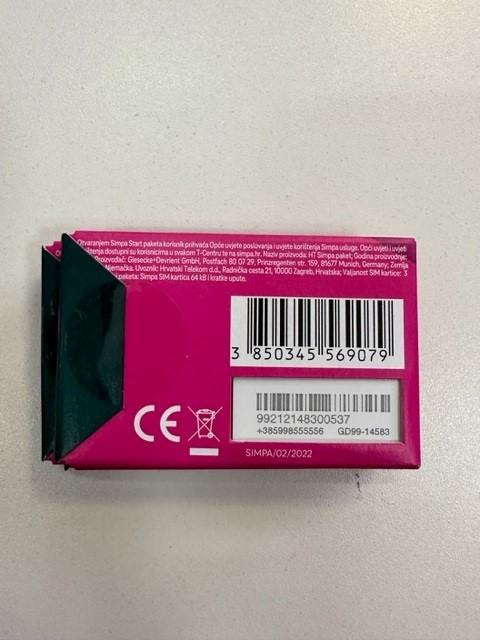 Otvaranjem Simpa Start paketa korisnik prihvaća Opće uvjete poslovanja i uvjete korištenja Simpa usluge. Opći uvjeti i uvjeti
dostupni su korisnicima u svakom T-Centru te na simpa.hr. Naziv proizvoda: HT Simpa paket; Godina proizvodnje:
Proizvođač: Giesecke+Devrient GmbH, Postfach 80 07 29, Prinzregenten str. 159, 81677 Munich, Germany; Zemlja
Njemačka. Uvoznik: Hrvatski Telekom d.d., Radnička cesta 21, 10000 Zagreb, Hrvatska; Valjanost SIM kartice: 3
paketa: Simpa SIM kartica 64 kB i kratke upute.
3 850345 569079
99212148300537
+385998555556 GD99-14583
CE
SIMPA/02/2022